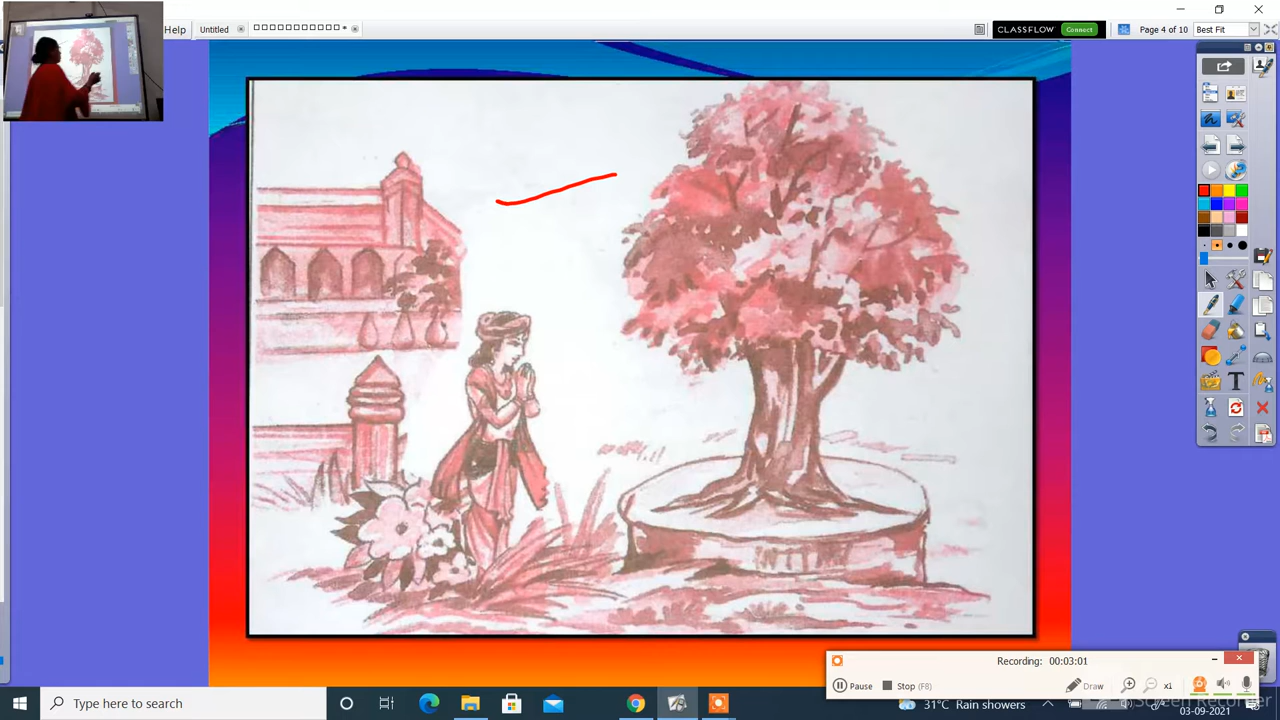 Help
Untitled
□□□□□□□□□□□ *
CLASSFLOW
Connect
Page 4 of 10
Best Fit
Recording: 00:03:01
Pause
Stop (F8)
Draw
x1
Type here to search
31°C Rain showers
03-09-2021
Screen Recorder